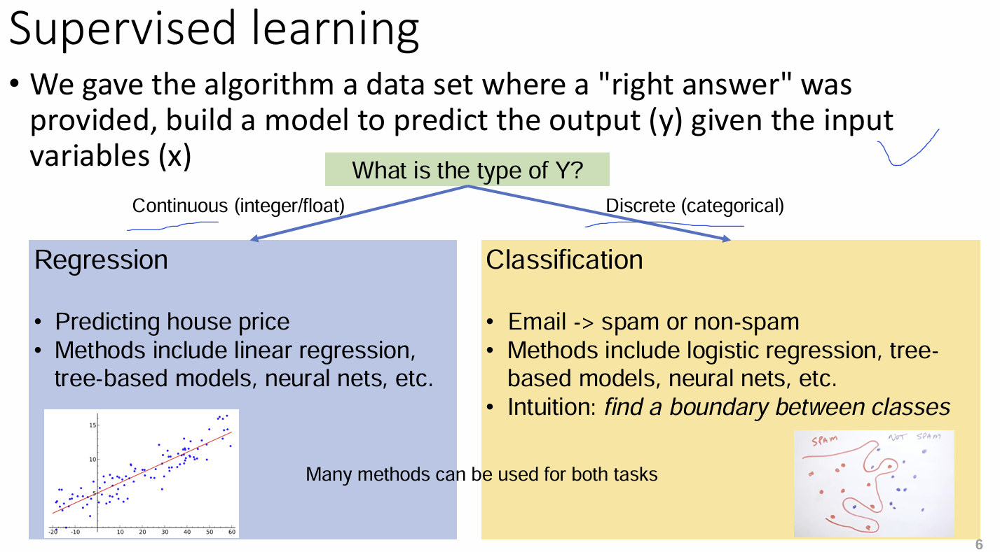 Supervised learning
• We gave the algorithm a data set where a "right answer" was
provided, build a model to predict the output (y) given the input
variables (x)
What is the type of Y?
Continuous (integer/float)
Discrete (categorical)
Regression
• Predicting house price
• Methods include linear regression,
tree-based models, neural nets, etc.
15
10
5
-20 -10 10 20 30 40 50 60
Classification
• Email -> spam or non-spam
• Methods include logistic regression, tree-
based models, neural nets, etc.
• Intuition: find a boundary between classes
SPAM NOT SPAM
Many methods can be used for both tasks
6